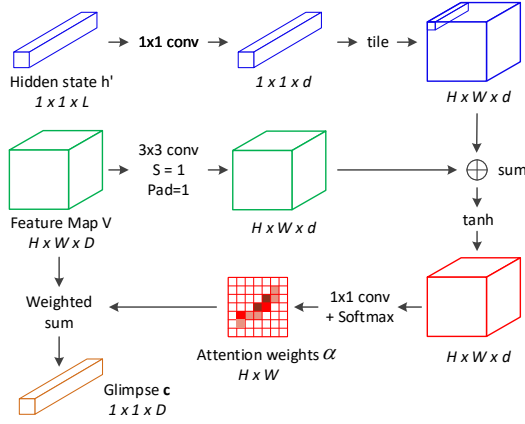 1x1 conv
tile
Hidden state h'
1 x 1 x L
1 x 1 x d
H x W x d
3x3 conv
S = 1
Pad=1
sum
Feature Map V
H x W x D
H x W x d
tanh
Weighted
sum
1x1 conv
+ Softmax
Attention weights α
H x W
H x W x d
Glimpse c
1 x 1 x D